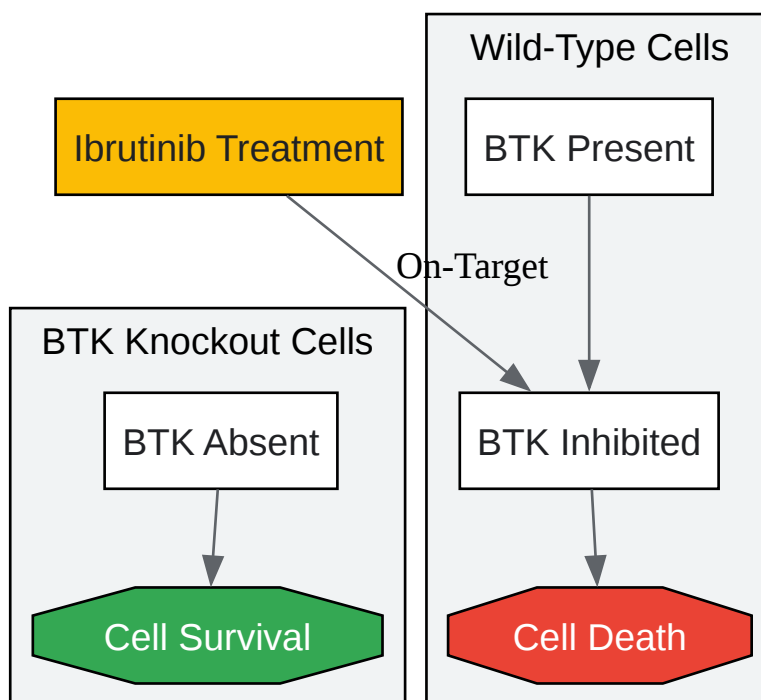 Wild-Type Cells
Ibrutinib Treatment
BTK Present
On-Target
BTK Knockout Cells
BTK Absent
BTK Inhibited
Cell Survival
Cell Death